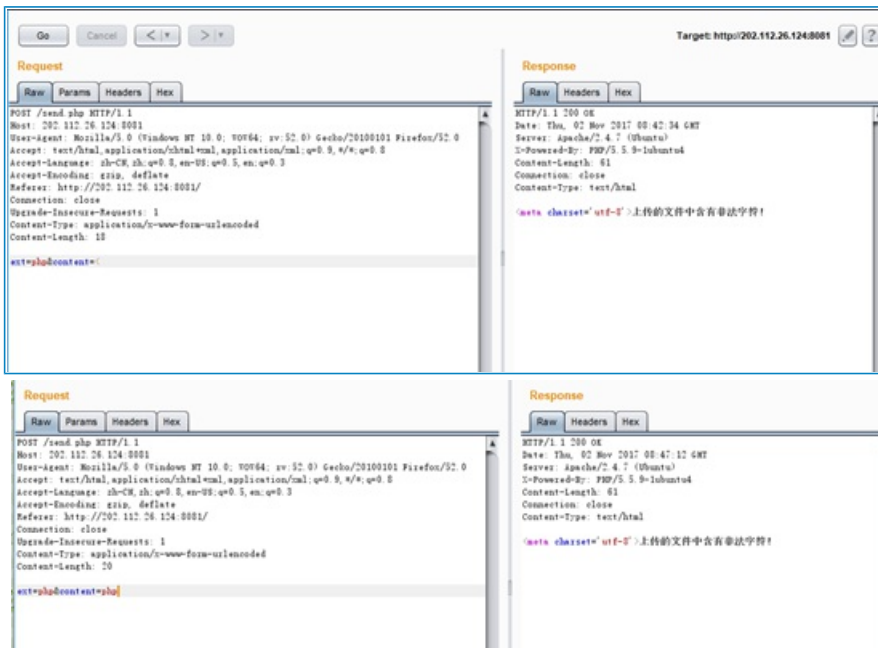 Go Cancel < > Target: http://202.112.26.124:8081 ?
Request
Raw Params Headers Hex
POST /send.php HTTP/1.1
Host: 202.112.26.124:8081
User-Agent: Mozilla/5.0 (Windows NT 10.0; WOW64; rv:52.0) Gecko/20100101 Firefox/52.0
Accept: text/html,application/xhtml+xml,application/xml;q=0.9,*/*;q=0.8
Accept-Language: zh-CN,zh;q=0.8,en-US;q=0.5,en;q=0.3
Accept-Encoding: gzip, deflate
Referer: http://202.112.26.124:8081/
Connection: close
Upgrade-Insecure-Requests: 1
Content-Type: application/x-www-form-urlencoded
Content-Length: 18
ext=php&content=<
Response
Raw Headers Hex
HTTP/1.1 200 OK
Date: Thu, 02 Nov 2017 08:42:34 GMT
Server: Apache/2.4.7 (Ubuntu)
X-Powered-By: PHP/5.5.9-1ubuntu4
Content-Length: 61
Connection: close
Content-Type: text/html
<meta charset='utf-8'>上传的文件中含有非法字符!
Request
Raw Params Headers Hex
POST /send.php HTTP/1.1
Host: 202.112.26.124:8081
User-Agent: Mozilla/5.0 (Windows NT 10.0; WOW64; rv:52.0) Gecko/20100101 Firefox/52.0
Accept: text/html,application/xhtml+xml,application/xml;q=0.9,*/*;q=0.8
Accept-Language: zh-CN,zh;q=0.8,en-US;q=0.5,en;q=0.3
Accept-Encoding: gzip, deflate
Referer: http://202.112.26.124:8081/
Connection: close
Upgrade-Insecure-Requests: 1
Content-Type: application/x-www-form-urlencoded
Content-Length: 20
ext=php&content=php
Response
Raw Headers Hex
HTTP/1.1 200 OK
Date: Thu, 02 Nov 2017 08:47:12 GMT
Server: Apache/2.4.7 (Ubuntu)
X-Powered-By: PHP/5.5.9-1ubuntu4
Content-Length: 61
Connection: close
Content-Type: text/html
<meta charset='utf-8'>上传的文件中含有非法字符!